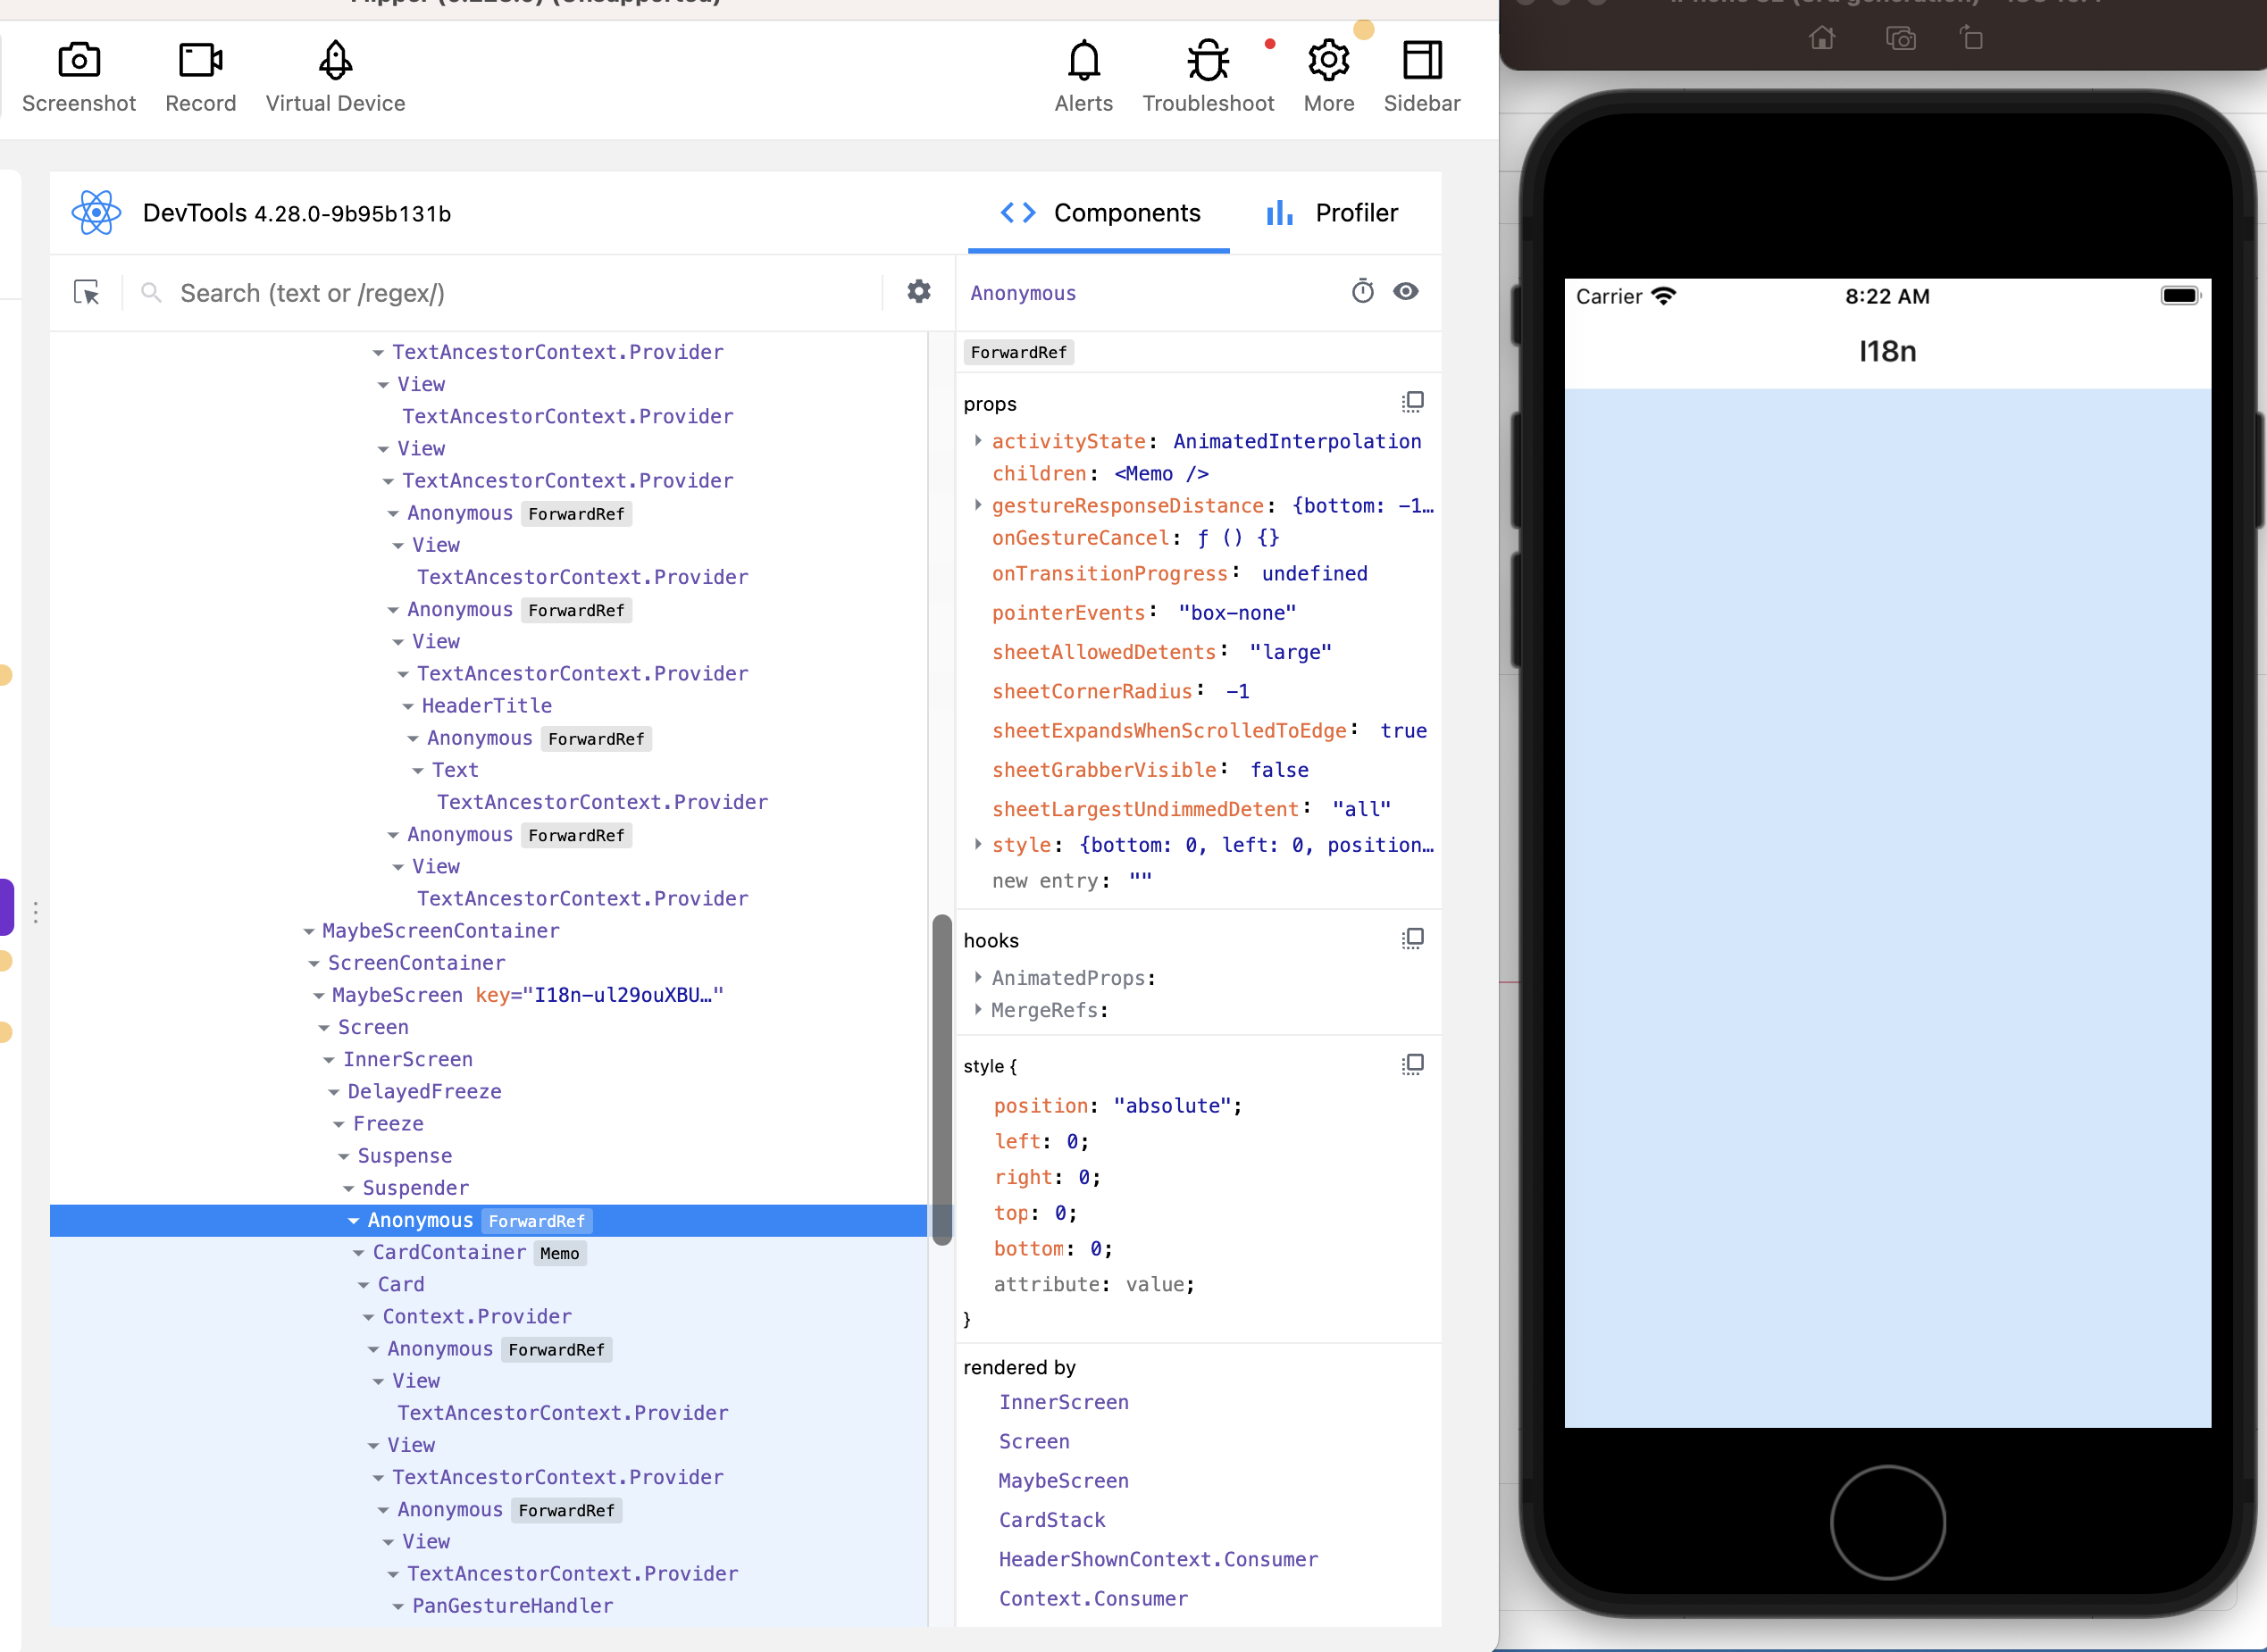 Screenshot
Record
Virtual Device
Alerts
Troubleshoot
More
Sidebar
DevTools 4.28.0-9b95b131b
Components
Profiler
Search (text or /regex/)
TextAncestorContext.Provider
View
TextAncestorContext.Provider
View
TextAncestorContext.Provider
Anonymous ForwardRef
View
TextAncestorContext.Provider
Anonymous ForwardRef
View
TextAncestorContext.Provider
HeaderTitle
Anonymous ForwardRef
Text
TextAncestorContext.Provider
Anonymous ForwardRef
View
TextAncestorContext.Provider
MaybeScreenContainer
ScreenContainer
MaybeScreen key="I18n-ul29ouXBU…"
Screen
InnerScreen
DelayedFreeze
Freeze
Suspense
Suspender
Anonymous ForwardRef
CardContainer Memo
Card
Context.Provider
Anonymous ForwardRef
View
TextAncestorContext.Provider
View
TextAncestorContext.Provider
Anonymous ForwardRef
View
TextAncestorContext.Provider
PanGestureHandler
Anonymous
ForwardRef
props
activityState: AnimatedInterpolation
children: <Memo />
gestureResponseDistance: {bottom: -1…
onGestureCancel: ƒ () {}
onTransitionProgress: undefined
pointerEvents: "box-none"
sheetAllowedDetents: "large"
sheetCornerRadius: -1
sheetExpandsWhenScrolledToEdge: true
sheetGrabberVisible: false
sheetLargestUndimmedDetent: "all"
style: {bottom: 0, left: 0, position…
new entry: ""
hooks
AnimatedProps:
MergeRefs:
style {
position: "absolute";
left: 0;
right: 0;
top: 0;
bottom: 0;
attribute: value;
}
rendered by
InnerScreen
Screen
MaybeScreen
CardStack
HeaderShownContext.Consumer
Context.Consumer
Carrier
8:22 AM
I18n